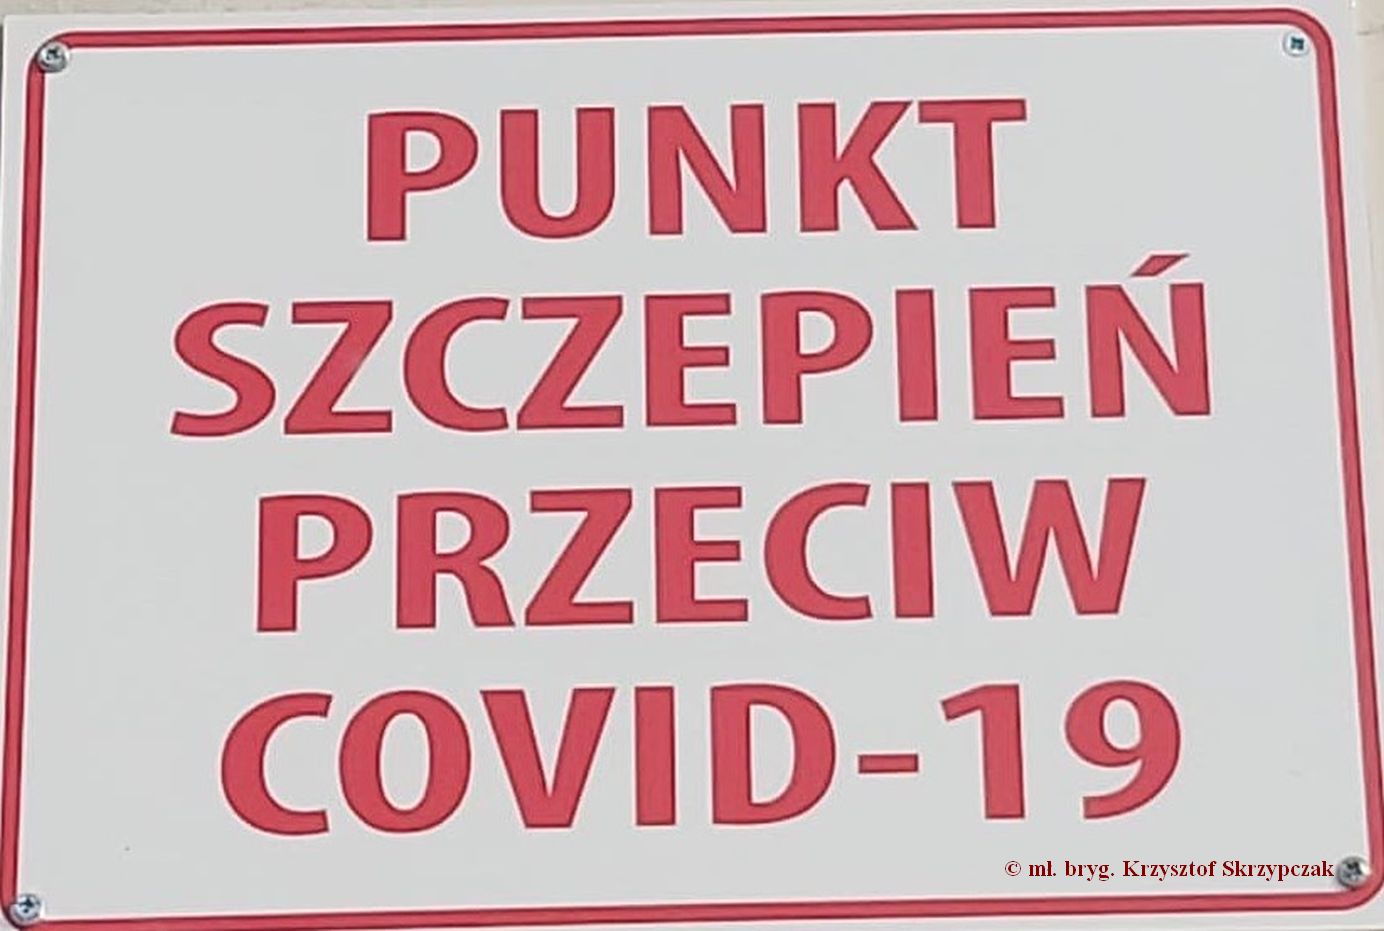 PUNKT
SZCZEPIEŃ
PRZECIW
COVID-19
© mł. bryg. Krzysztof Skrzypczak